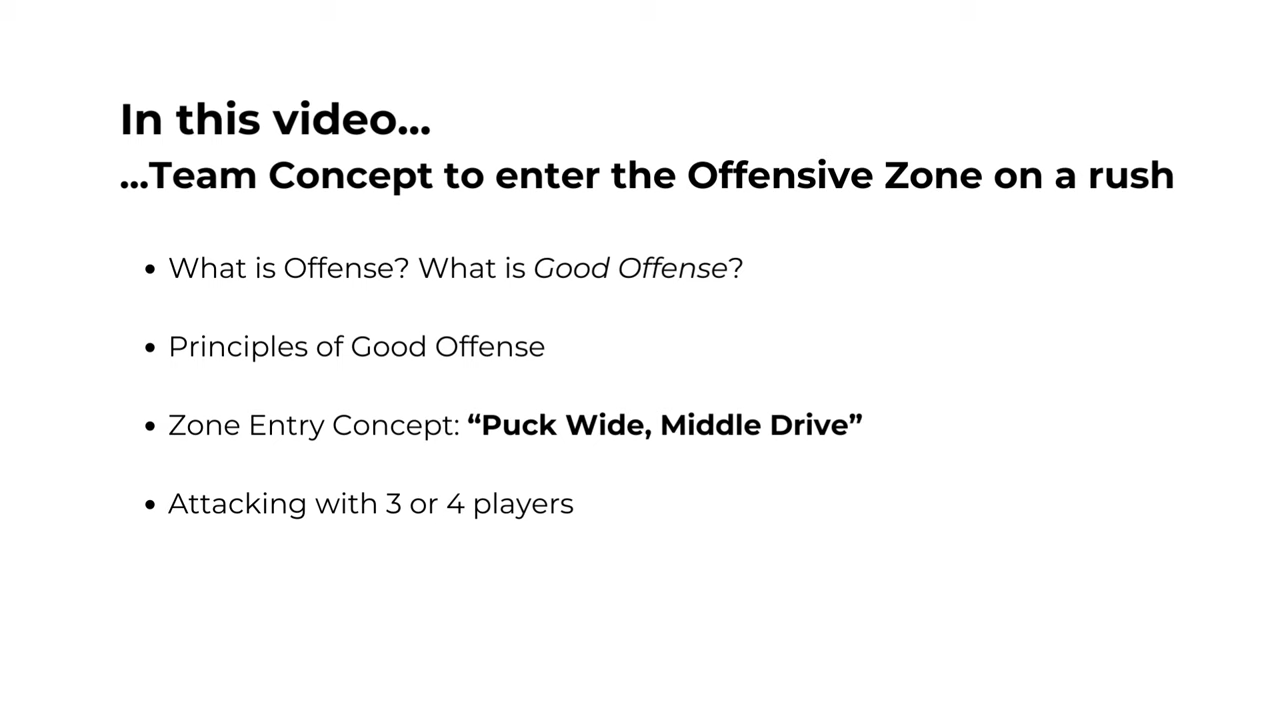 In this video...
...Team Concept to enter the Offensive Zone on a rush
• What is Offense? What is Good Offense?
• Principles of Good Offense
• Zone Entry Concept: “Puck Wide, Middle Drive”
• Attacking with 3 or 4 players